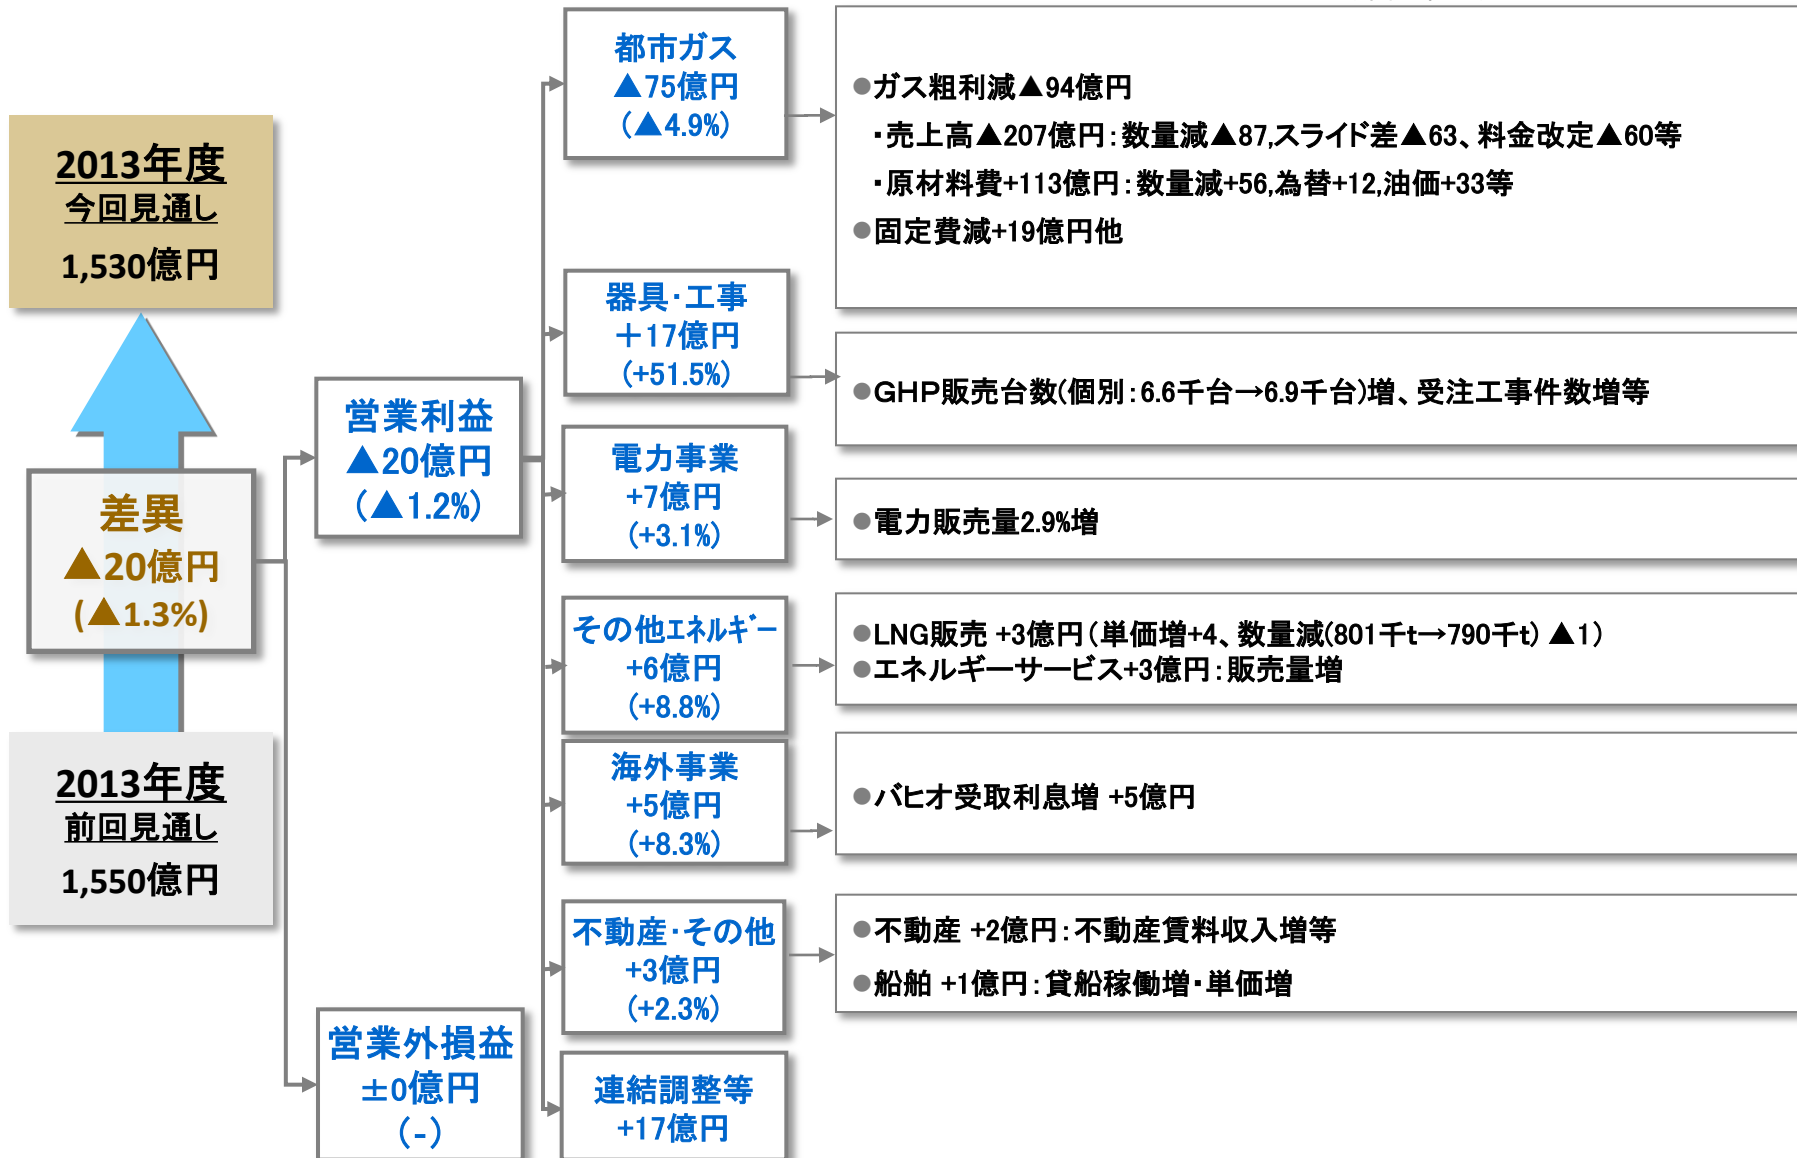 2013年度
今回見通し
1,530億円
差異
▲20億円
(▲1.3%)
2013年度
前回見通し
1,550億円
営業利益
▲20億円
(▲1.2%)
営業外損益
±0億円
(-)
都市ガス
▲75億円
(▲4.9%)
●ガス粗利減▲94億円
・売上高▲207億円：数量減▲87,スライド差▲63、料金改定▲60等
・原材料費+113億円：数量減+56,為替+12,油価+33等
●固定費減+19億円他
器具・工事
＋17億円
(+51.5%)
●GHP販売台数(個別：6.6千台→6.9千台)増、受注工事件数増等
電力事業
+7億円
(+3.1%)
●電力販売量2.9%増
その他エネルギー
+6億円
(+8.8%)
●LNG販売 +3億円（単価増+4、数量減(801千t→790千t) ▲1）
●エネルギーサービス+3億円：販売量増
海外事業
+5億円
(+8.3%)
●バヒオ受取利息増 +5億円
不動産・その他
+3億円
(+2.3%)
●不動産 +2億円：不動産賃料収入増等
●船舶 +1億円：貸船稼働増・単価増
連結調整等
+17億円